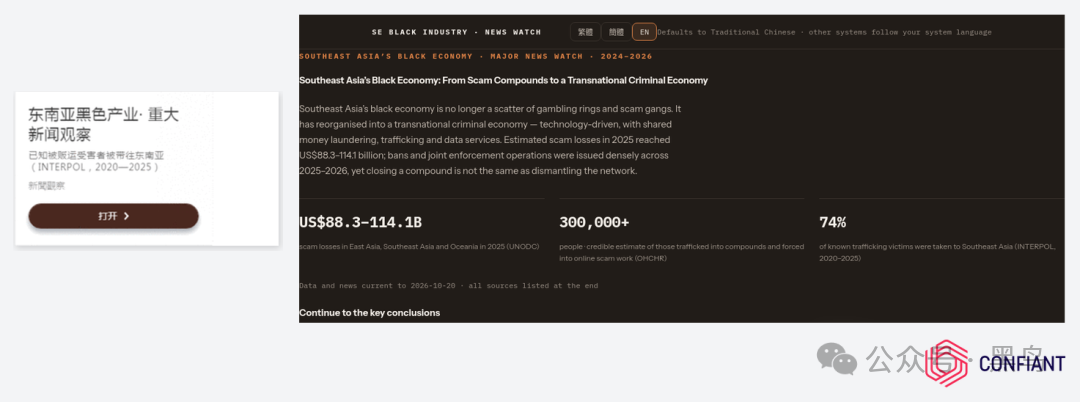 东南亚黑色产业· 重大
新闻观察
已知被贩运受害者被带往东南亚
（INTERPOL，2020—2025）
新聞觀察
打开 >
SE BLACK INDUSTRY · NEWS WATCH
繁體 簡體 EN Defaults to Traditional Chinese · other systems follow your system language
SOUTHEAST ASIA'S BLACK ECONOMY · MAJOR NEWS WATCH · 2024–2026
Southeast Asia's Black Economy: From Scam Compounds to a Transnational Criminal Economy
Southeast Asia's black economy is no longer a scatter of gambling rings and scam gangs. It
has reorganised into a transnational criminal economy — technology-driven, with shared
money laundering, trafficking and data services. Estimated scam losses in 2025 reached
US$88.3–114.1 billion; bans and joint enforcement operations were issued densely across
2025–2026, yet closing a compound is not the same as dismantling the network.
US$88.3–114.1B
scam losses in East Asia, Southeast Asia and Oceania in 2025 (UNODC)
300,000+
people · credible estimate of those trafficked into compounds and forced
into online scam work (OHCHR)
74%
of known trafficking victims were taken to Southeast Asia (INTERPOL,
2020–2025)
Data and news current to 2026-10-20 · all sources listed at the end
Continue to the key conclusions
公众号 · 黑鸟
CONFIANT